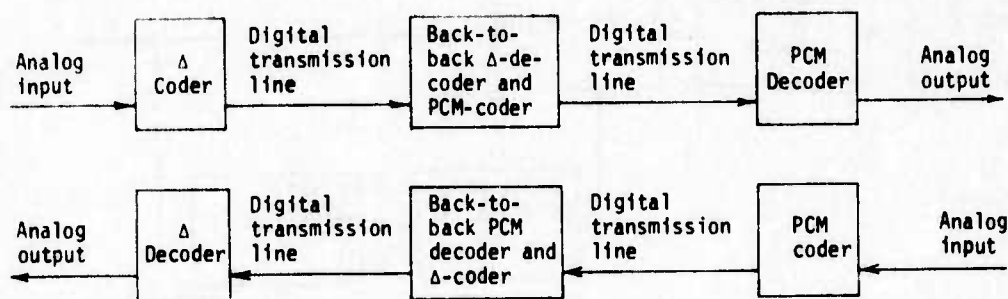 Analog
input
Δ
Coder
Digital
transmission
line
Back-to-
back Δ-de-
coder and
PCM-coder
Digital
transmission
line
PCM
Decoder
Analog
output
Analog
output
Δ
Decoder
Digital
transmission
line
Back-to-
back PCM
decoder and
Δ-coder
Digital
transmission
line
PCM
coder
Analog
input